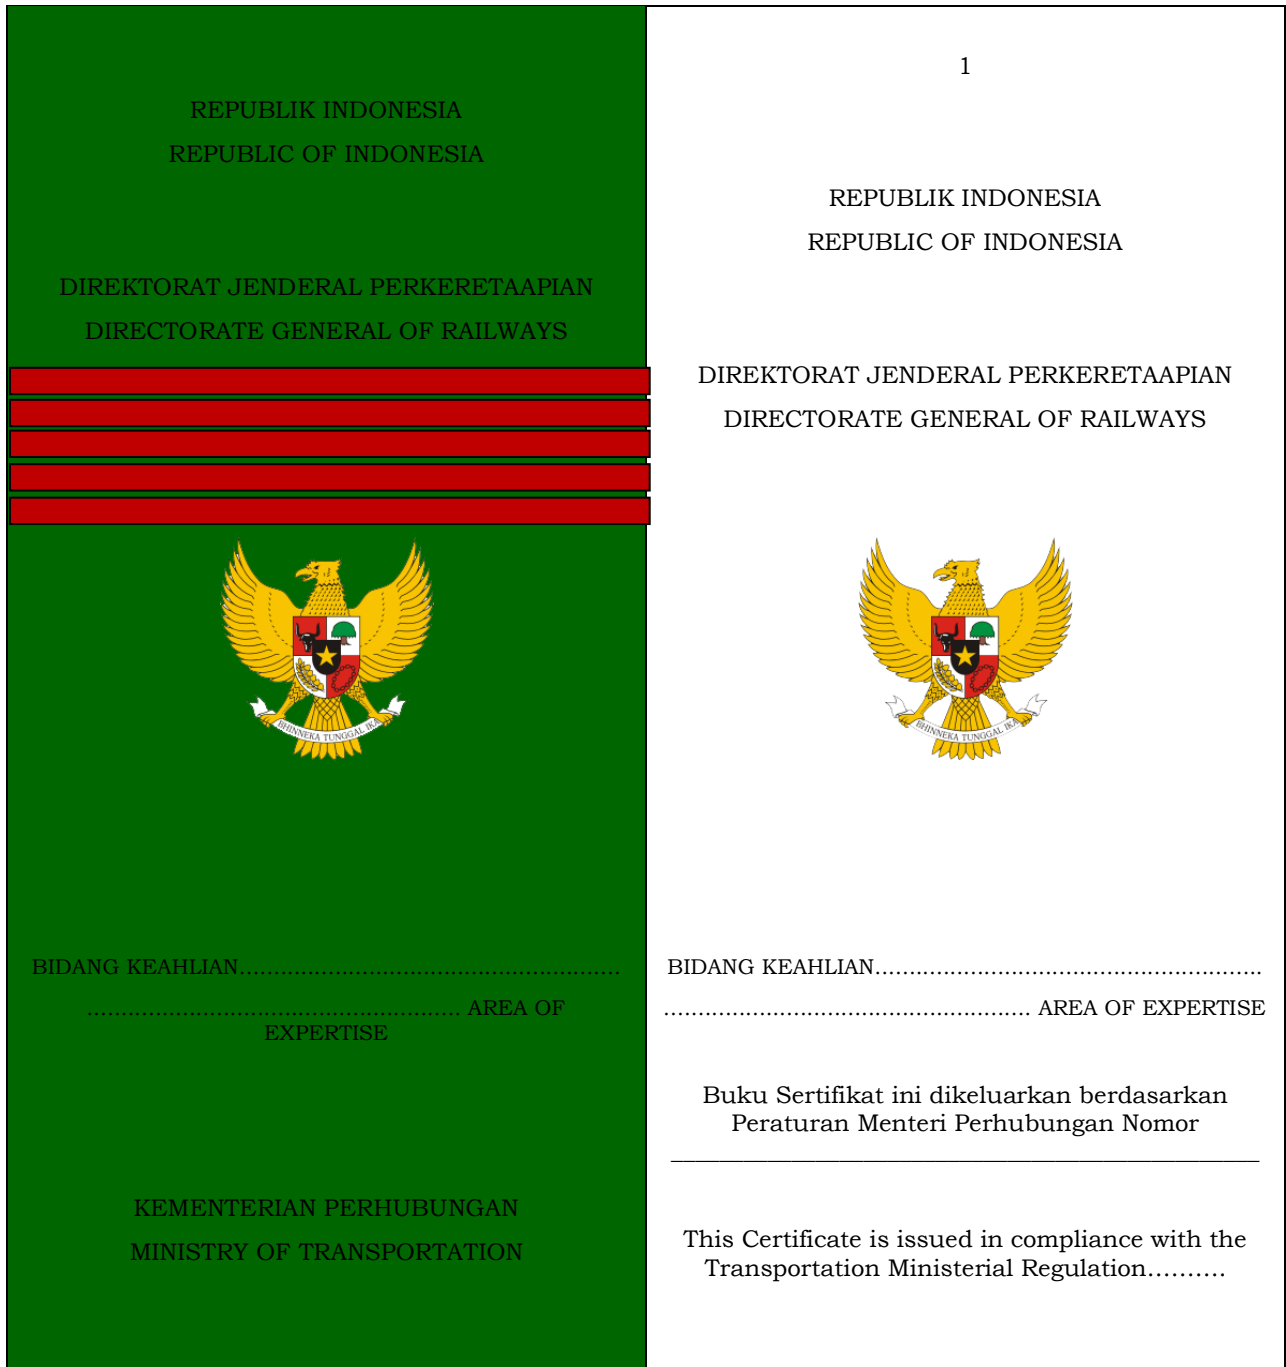 REPUBLIK INDONESIA
REPUBLIC OF INDONESIA
DIREKTORAT JENDERAL PERKERETAAPIAN
DIRECTORATE GENERAL OF RAILWAYS
BHINNEKA TUNGGAL IKA
BIDANG KEAHLIAN..................................................
.................................................. AREA OF
EXPERTISE
KEMENTERIAN PERHUBUNGAN
MINISTRY OF TRANSPORTATION
1
REPUBLIK INDONESIA
REPUBLIC OF INDONESIA
DIREKTORAT JENDERAL PERKERETAAPIAN
DIRECTORATE GENERAL OF RAILWAYS
BHINNEKA TUNGGAL IKA
BIDANG KEAHLIAN..................................................
.................................................. AREA OF EXPERTISE
Buku Sertifikat ini dikeluarkan berdasarkan
Peraturan Menteri Perhubungan Nomor
__________________________________________________
This Certificate is issued in compliance with the
Transportation Ministerial Regulation..........